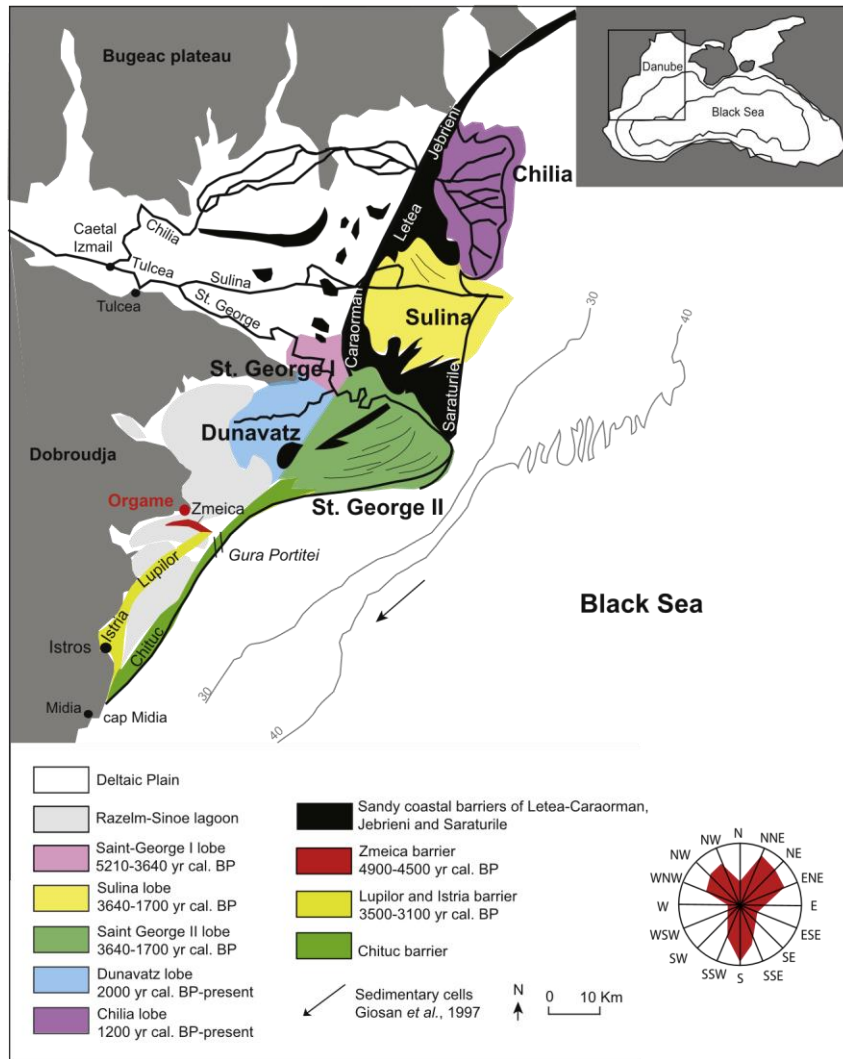 Bugeac plateau
Danube
Black Sea
Jebrieni
Chilia
Letea
Chilia
Caetal
Izmail
Tulcea
Sulina
Tulcea
St. George
Sulina
Caraorman
St. George I
Saraturile
30
40
Dunavatz
Dobroudja
St. George II
Orgame
Zmeica
Gura Portitei
Lupilor
Black Sea
Istria
Istros
Chituc
30
Midia
cap Midia
40
Deltaic Plain
Razelm-Sinoe lagoon
Saint-George I lobe
5210-3640 yr cal. BP
Sulina lobe
3640-1700 yr cal. BP
Saint George II lobe
3640-1700 yr cal. BP
Dunavatz lobe
2000 yr cal. BP-present
Chilia lobe
1200 yr cal. BP-present
Sandy coastal barriers of Letea-Caraorman,
Jebrieni and Saraturile
Zmeica barrier
4900-4500 yr cal. BP
Lupilor and Istria barrier
3500-3100 yr cal. BP
Chituc barrier
Sedimentary cells
Giosan et al., 1997
N
0 10 Km
N
NW NNE
NW NE
WNW ENE
W E
WSW ESE
SW SE
SSW SSE
S